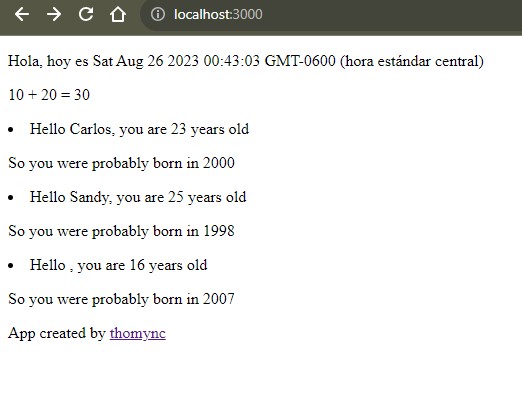 localhost:3000
Hola, hoy es Sat Aug 26 2023 00:43:03 GMT-0600 (hora estándar central)
10 + 20 = 30
• Hello Carlos, you are 23 years old
So you were probably born in 2000
• Hello Sandy, you are 25 years old
So you were probably born in 1998
• Hello , you are 16 years old
So you were probably born in 2007
App created by thomync